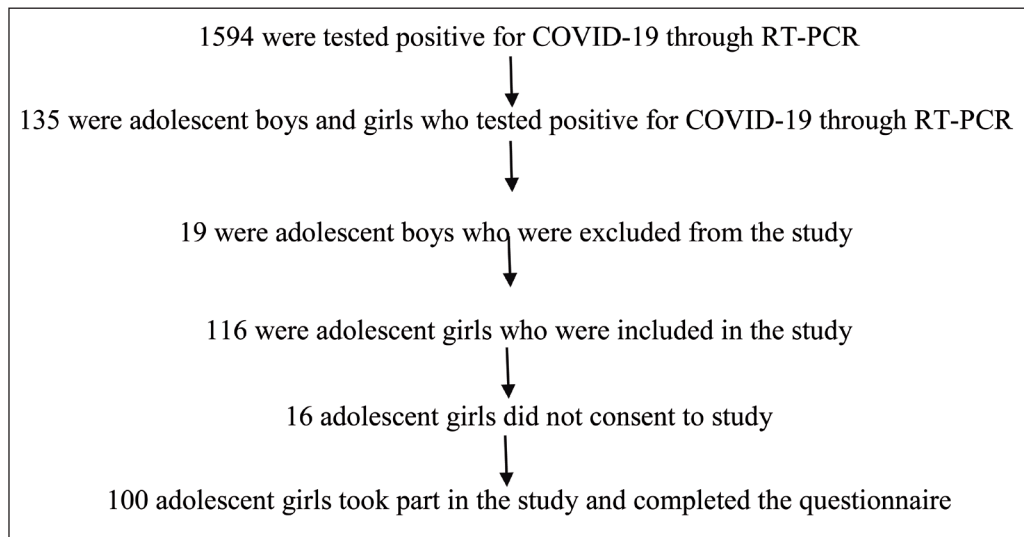 1594 were tested positive for COVID-19 through RT-PCR
135 were adolescent boys and girls who tested positive for COVID-19 through RT-PCR
19 were adolescent boys who were excluded from the study
116 were adolescent girls who were included in the study
16 adolescent girls did not consent to study
100 adolescent girls took part in the study and completed the questionnaire